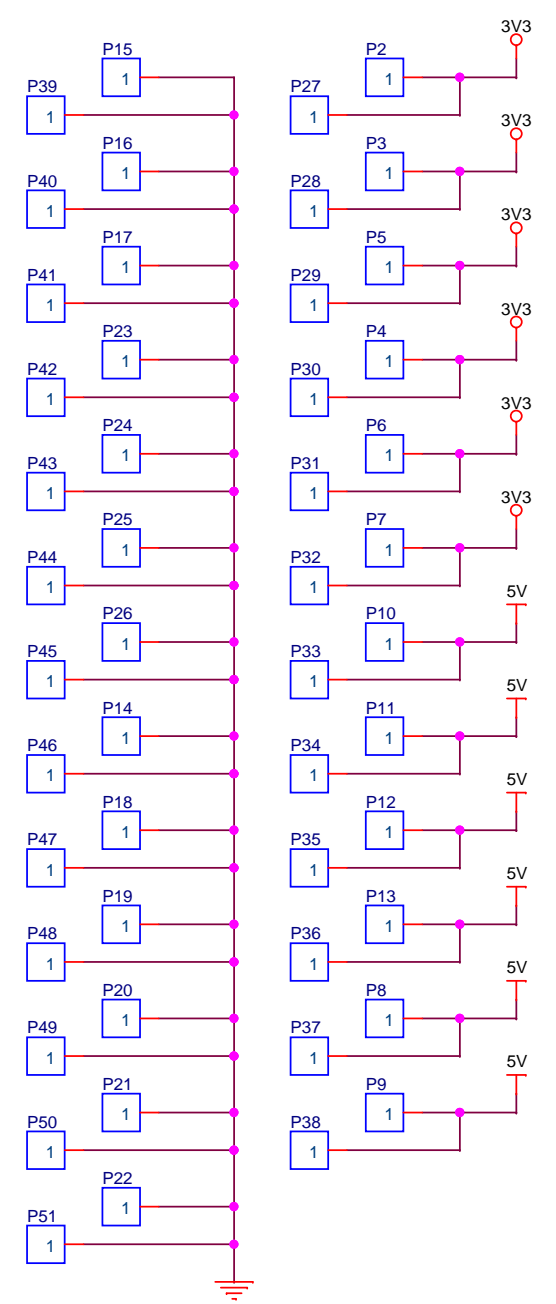 P15
1
P39
1
P16
1
P40
1
P17
1
P41
1
P23
1
P42
1
P24
1
P43
1
P25
1
P44
1
P26
1
P45
1
P14
1
P46
1
P18
1
P47
1
P19
1
P48
1
P20
1
P49
1
P21
1
P50
1
P22
1
P51
1
3V3
P2
1
P27
1
3V3
P3
1
P28
1
3V3
P5
1
P29
1
3V3
P4
1
P30
1
3V3
P6
1
P31
1
3V3
P7
1
P32
1
5V
P10
1
P33
1
5V
P11
1
P34
1
5V
P12
1
P35
1
5V
P13
1
P36
1
5V
P8
1
P37
1
5V
P9
1
P38
1